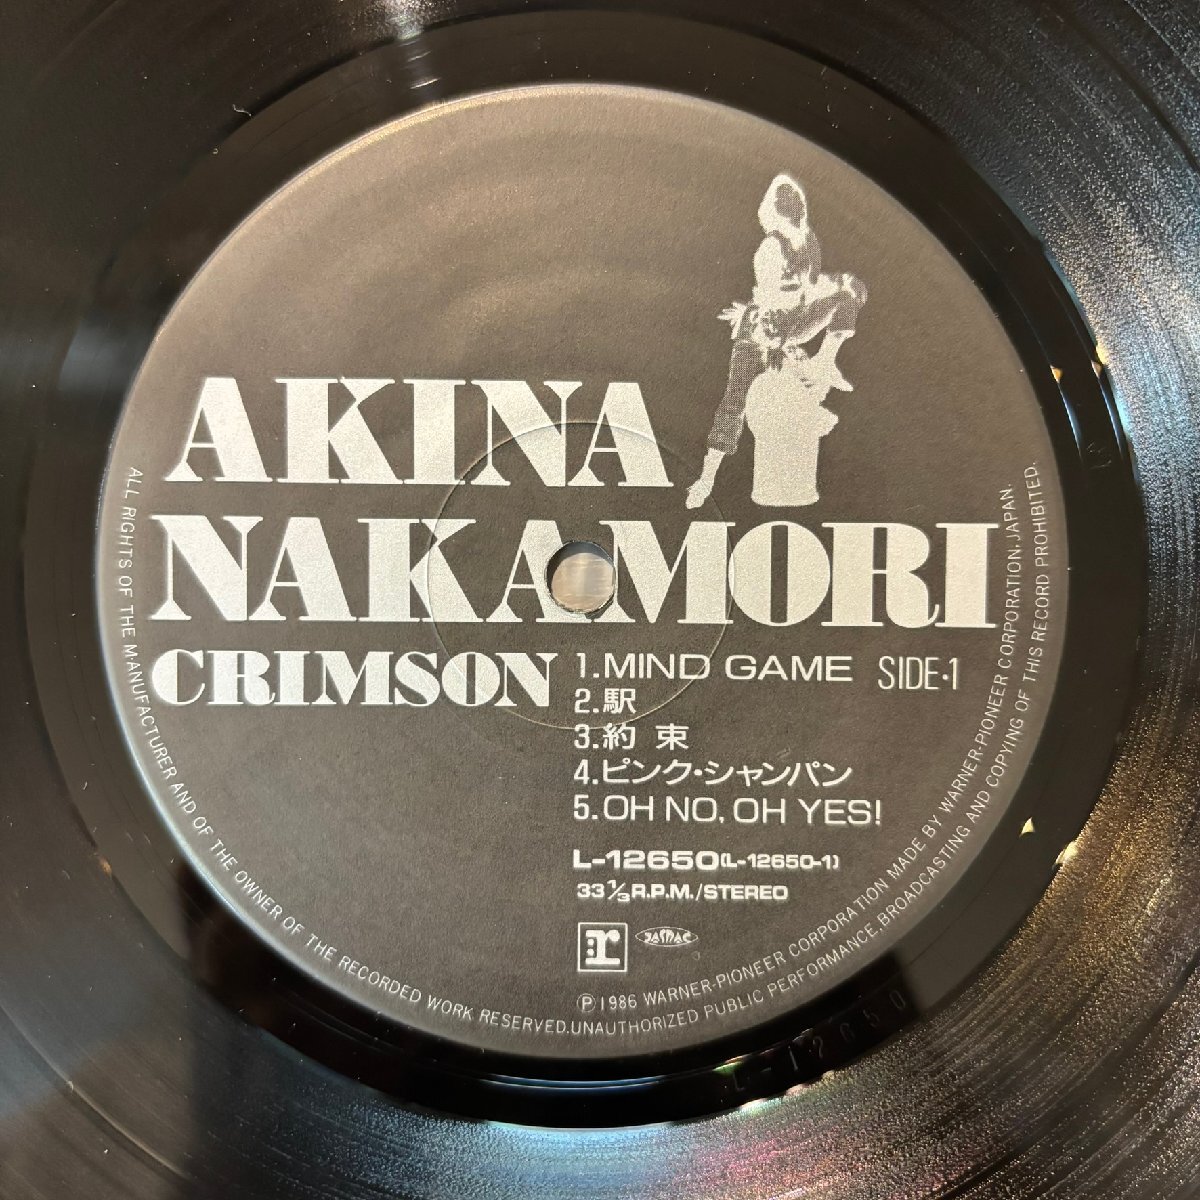 AKINA
NAKAMORI
CRIMSON
SIDE・1
1.MIND GAME
2.駅
3.約 束
4.ピンク・シャンパン
5.OH NO, OH YES!
L-12650(L-12650-1)
33⅓R.P.M./STEREO
r
JASRAC
Ⓟ1986 WARNER-PIONEER CORPORATION MADE BY WARNER-PIONEER CORPORATION, JAPAN.
ALL RIGHTS OF THE MANUFACTURER AND OF THE OWNER OF THE RECORDED WORK RESERVED.UNAUTHORIZED PUBLIC PERFORMANCE,BROADCASTING AND COPYING OF THIS RECORD PROHIBITED.
L-12650